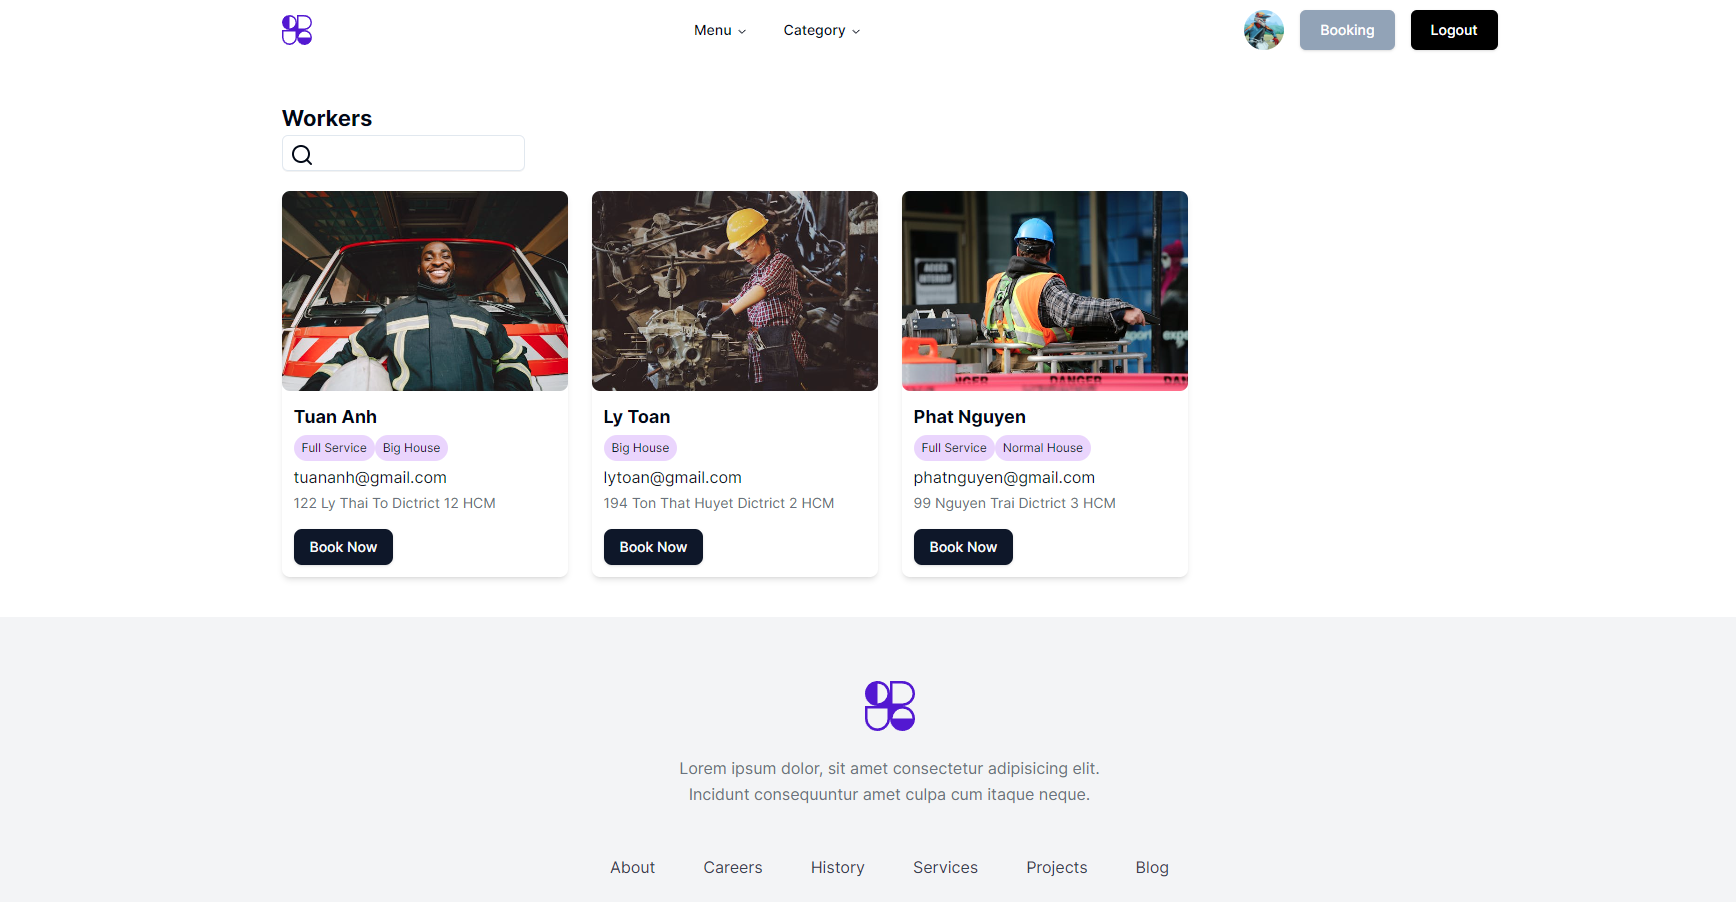 Menu
Category
Booking
Logout
Workers
DANGER
DANGER
Tuan Anh
Ly Toan
Phat Nguyen
Full Service
Big House
Big House
Full Service
Normal House
tuananh@gmail.com
lytoan@gmail.com
phatnguyen@gmail.com
122 Ly Thai To Dictrict 12 HCM
194 Ton That Huyet Dictrict 2 HCM
99 Nguyen Trai Dictrict 3 HCM
Book Now
Book Now
Book Now
Lorem ipsum dolor, sit amet consectetur adipisicing elit.
Incidunt consequuntur amet culpa cum itaque neque.
About
Careers
History
Services
Projects
Blog